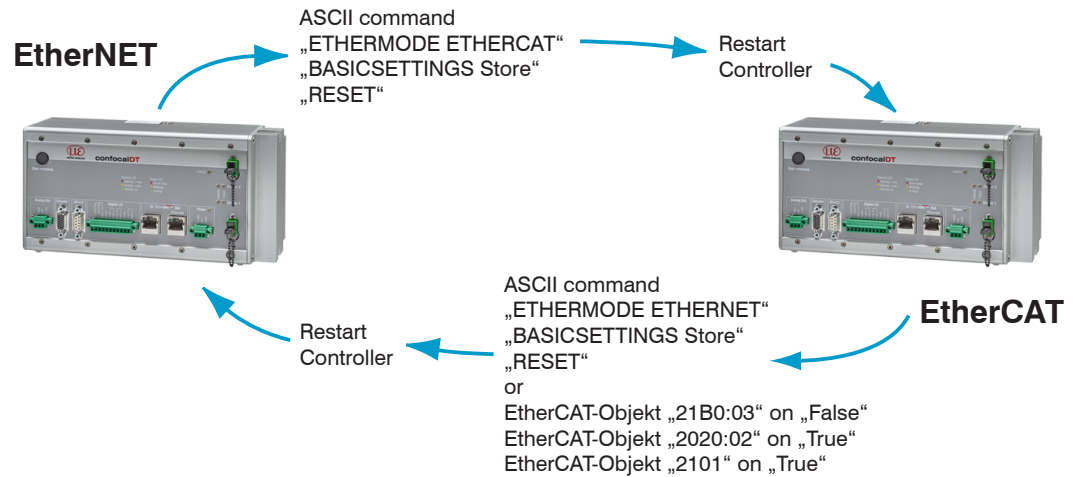 EtherNET
ASCII command
„ETHERMODE ETHERCAT“
„BASICSETTINGS Store“
„RESET“
Restart
Controller
confocalDT
confocalDT
EtherCAT
ASCII command
„ETHERMODE ETHERNET“
„BASICSETTINGS Store“
„RESET“
or
EtherCAT-Objekt „21B0:03“ on „False“
EtherCAT-Objekt „2020:02“ on „True“
EtherCAT-Objekt „2101“ on „True“
Restart
Controller